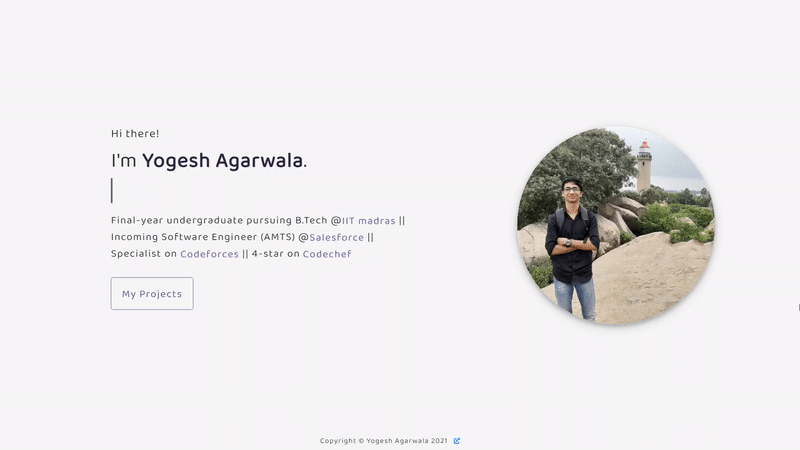 Hi there!
I'm Yogesh Agarwala.
Final-year undergraduate pursuing B.Tech @IIT madras ||
Incoming Software Engineer (AMTS) @Salesforce ||
Specialist on Codeforces || 4-star on Codechef
My Projects
Copyright © Yogesh Agarwala 2021